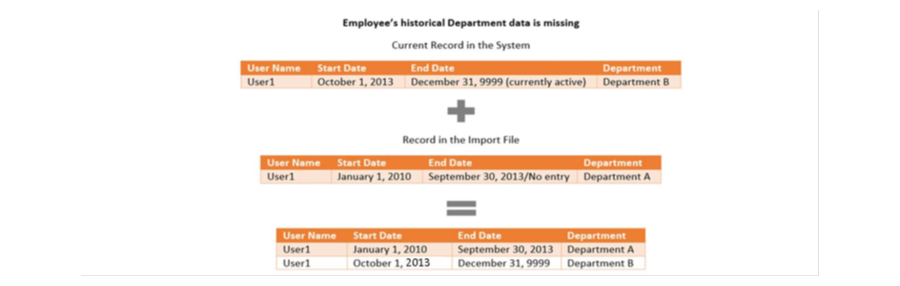 Employee's historical Department data is missing
Current Record in the System
User Name Start Date End Date Department
User1 October 1, 2013 December 31, 9999 (currently active) Department B
Record in the Import File
User Name Start Date End Date Department
User1 January 1, 2010 September 30, 2013/No entry Department A
User Name Start Date End Date Department
User1 January 1, 2010 September 30, 2013 Department A
User1 October 1, 2013 December 31, 9999 Department B